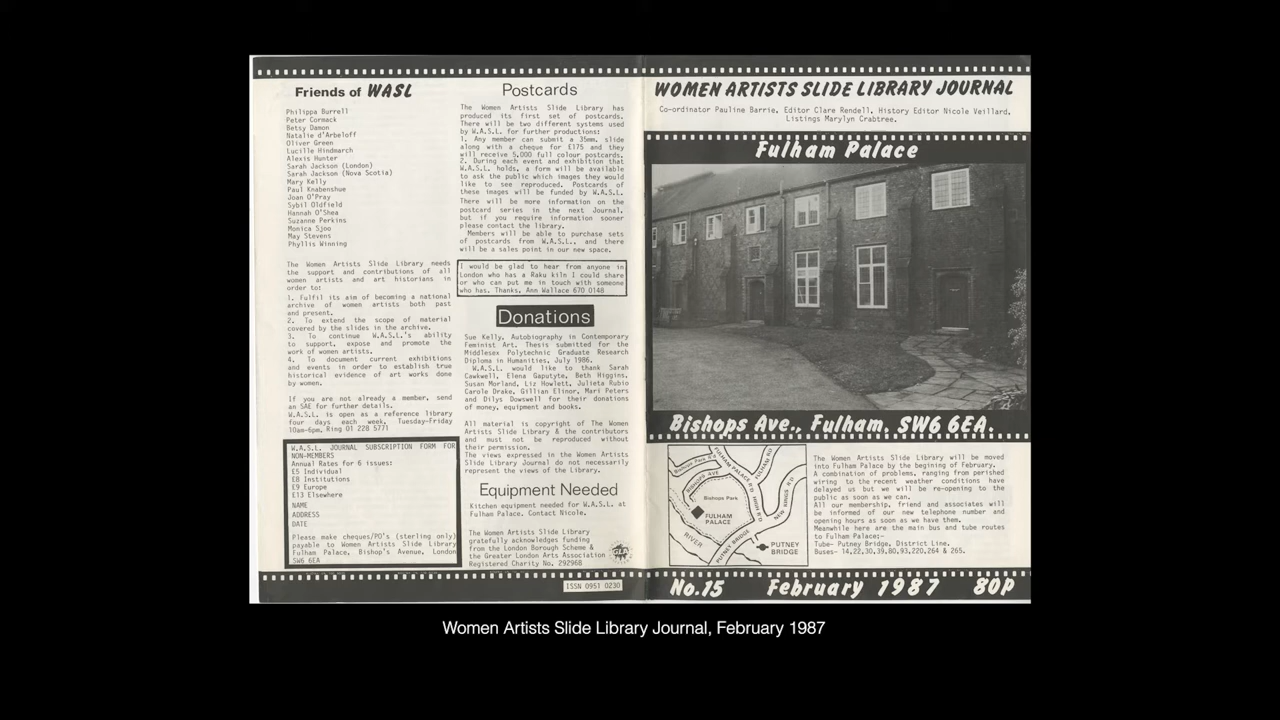 Friends of WASL
Philippa Burrell
Peter Cormack
Betsy Damon
Natalie d'Arbeloff
Oliver Green
Lucille Hindmarch
Alexis Hunter
Sarah Jackson (London)
Sarah Jackson (Nova Scotia)
Mary Kelly
Paul Knabenshue
Joan O'Pray
Sybil Oldfield
Hannah O'Shea
Suzanne Perkins
Monica Sjoo
May Stevens
Phyllis Winning
The Women Artists Slide Library needs
the support and contributions of all
women artists and art historians in
order to:
1. Fulfil its aim of becoming a national
archive of women artists both past
and present.
2. To extend the scope of material
covered by the slides in the archive.
3. To continue W.A.S.L.'s ability
to support, expose and promote the
work of women artists.
4. To document current exhibitions
and events in order to establish true
historical evidence of art works done
by women.
If you are not already a member, send
an SAE for further details.
W.A.S.L. is open as a reference library
four days each week, Tuesday-Friday
10am-6pm. Ring 01 228 5771
W.A.S.L. JOURNAL SUBSCRIPTION FORM FOR
NON-MEMBERS
Annual Rates for 6 issues:
£5 Individual
£8 Institutions
£9 Europe
£13 Elsewhere
NAME
ADDRESS
DATE
Please make cheques/PO's (sterling only)
payable to Women Artists Slide Library
Fulham Palace, Bishop's Avenue, London
SW6 6EA
Postcards
The Women Artists Slide Library has
produced its first set of postcards.
There will be two different systems used
by W.A.S.L. for further productions:
1. Any member can submit a 35mm. slide
along with a cheque for £175 and they
will receive 5,000 full colour postcards.
2. During each event and exhibition that
W.A.S.L. holds, a form will be available
to ask the public which images they would
like to see reproduced. Postcards of
these images will be funded by W.A.S.L.
There will be more information on the
postcard series in the next Journal,
but if you require information sooner
please contact the library.
Members will be able to purchase sets
of postcards from W.A.S.L., and there
will be a sales point in our new space.
I would be glad to hear from anyone in
London who has a Raku kiln I could share
or who can put me in touch with someone
who has. Thanks, Ann Wallace 670 0148
Donations
Sue Kelly, Autobiography in Contemporary
Feminist Art. Thesis submitted for the
Middlesex Polytechnic Graduate Research
Diploma in Humanities, July 1986.
W.A.S.L. would like to thank Sarah
Cawkwell, Elena Gaputyte, Beth Higgins,
Susan Morland, Liz Howlett, Julieta Rubio
Carole Drake, Gillian Elinor, Mari Peters
and Dilys Dowswell for their donations
of money, equipment and books.
All material is copyright of The Women
Artists Slide Library & the contributors
and must not be reproduced without
their permission.
The views expressed in the Women Artists
Slide Library Journal do not necessarily
represent the views of the Library.
Equipment Needed
Kitchen equipment needed for W.A.S.L. at
Fulham Palace. Contact Nicole.
The Women Artists Slide Library
gratefully acknowledges funding
from the London Borough Scheme &
the Greater London Arts Association
Registered Charity No. 292968
GLA
ISSN 0951 0230
WOMEN ARTISTS SLIDE LIBRARY JOURNAL
Co-ordinator Pauline Barrie, Editor Clare Rendell, History Editor Nicole Veillard,
Listings Marylyn Crabtree.
Fulham Palace
Bishops Ave., Fulham, SW6 6EA.
Bishops Park Rd
BISHOPS AVE
FULHAM PALACE RD
FULHAM RD
Bishops Park
FULHAM
PALACE
HIGH RD
NEW KINGS RD
RIVER
PUTNEY BRIDGE
PUTNEY
BRIDGE
The Women Artists Slide Library will be moved
into Fulham Palace by the begining of February.
A combination of problems, ranging from perished
wiring to the recent weather conditions have
delayed us but we will be re-opening to the
public as soon as we can.
All our membership, friend and associates will
be informed of our new telephone number and
opening hours as soon as we have them.
Meanwhile here are the main bus and tube routes
to Fulham Palace;-
Tube- Putney Bridge, District Line.
Buses- 14,22,30,39,80,93,220,264 & 265.
No.15 February 1987 80p
Women Artists Slide Library Journal, February 1987